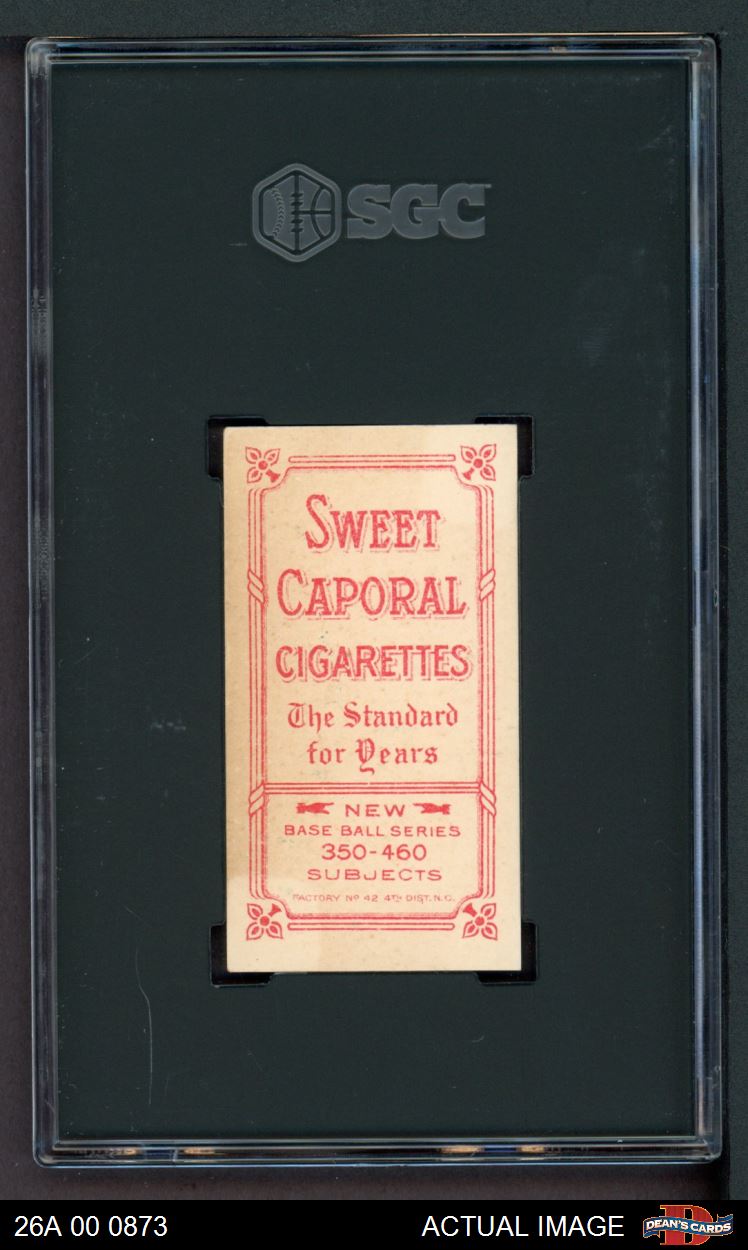 SGC
SWEET
CAPORAL
CIGARETTES
The Standard
for Years
NEW
BASE BALL SERIES
350-460
SUBJECTS
FACTORY Nº 42 4TH DIST. N.C.
26A 00 0873 ACTUAL IMAGE DEAN'S CARDS